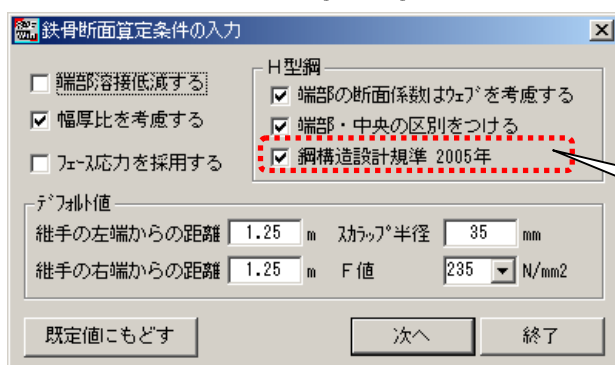 鉄骨断面算定条件の入力
端部溶接低減する
幅厚比を考慮する
フェース応力を採用する
H型鋼
端部の断面係数はウェブを考慮する
端部・中央の区別をつける
鋼構造設計規準 2005年
デフォルト値
継手の左端からの距離 1.25 m スカラップ半径 35 mm
継手の右端からの距離 1.25 m F値 235 N/mm2
既定値にもどす 次へ 終了